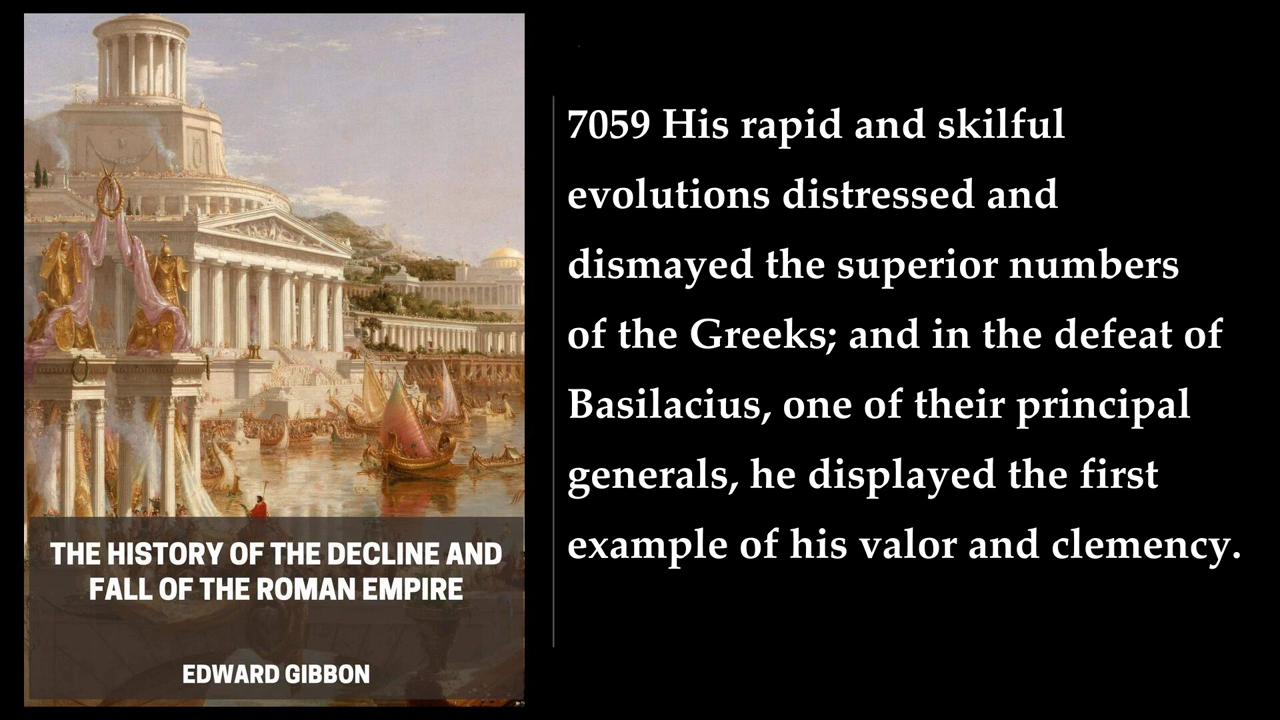 THE HISTORY OF THE DECLINE AND
FALL OF THE ROMAN EMPIRE
EDWARD GIBBON
7059 His rapid and skilful
evolutions distressed and
dismayed the superior numbers
of the Greeks; and in the defeat of
Basilacius, one of their principal
generals, he displayed the first
example of his valor and clemency.